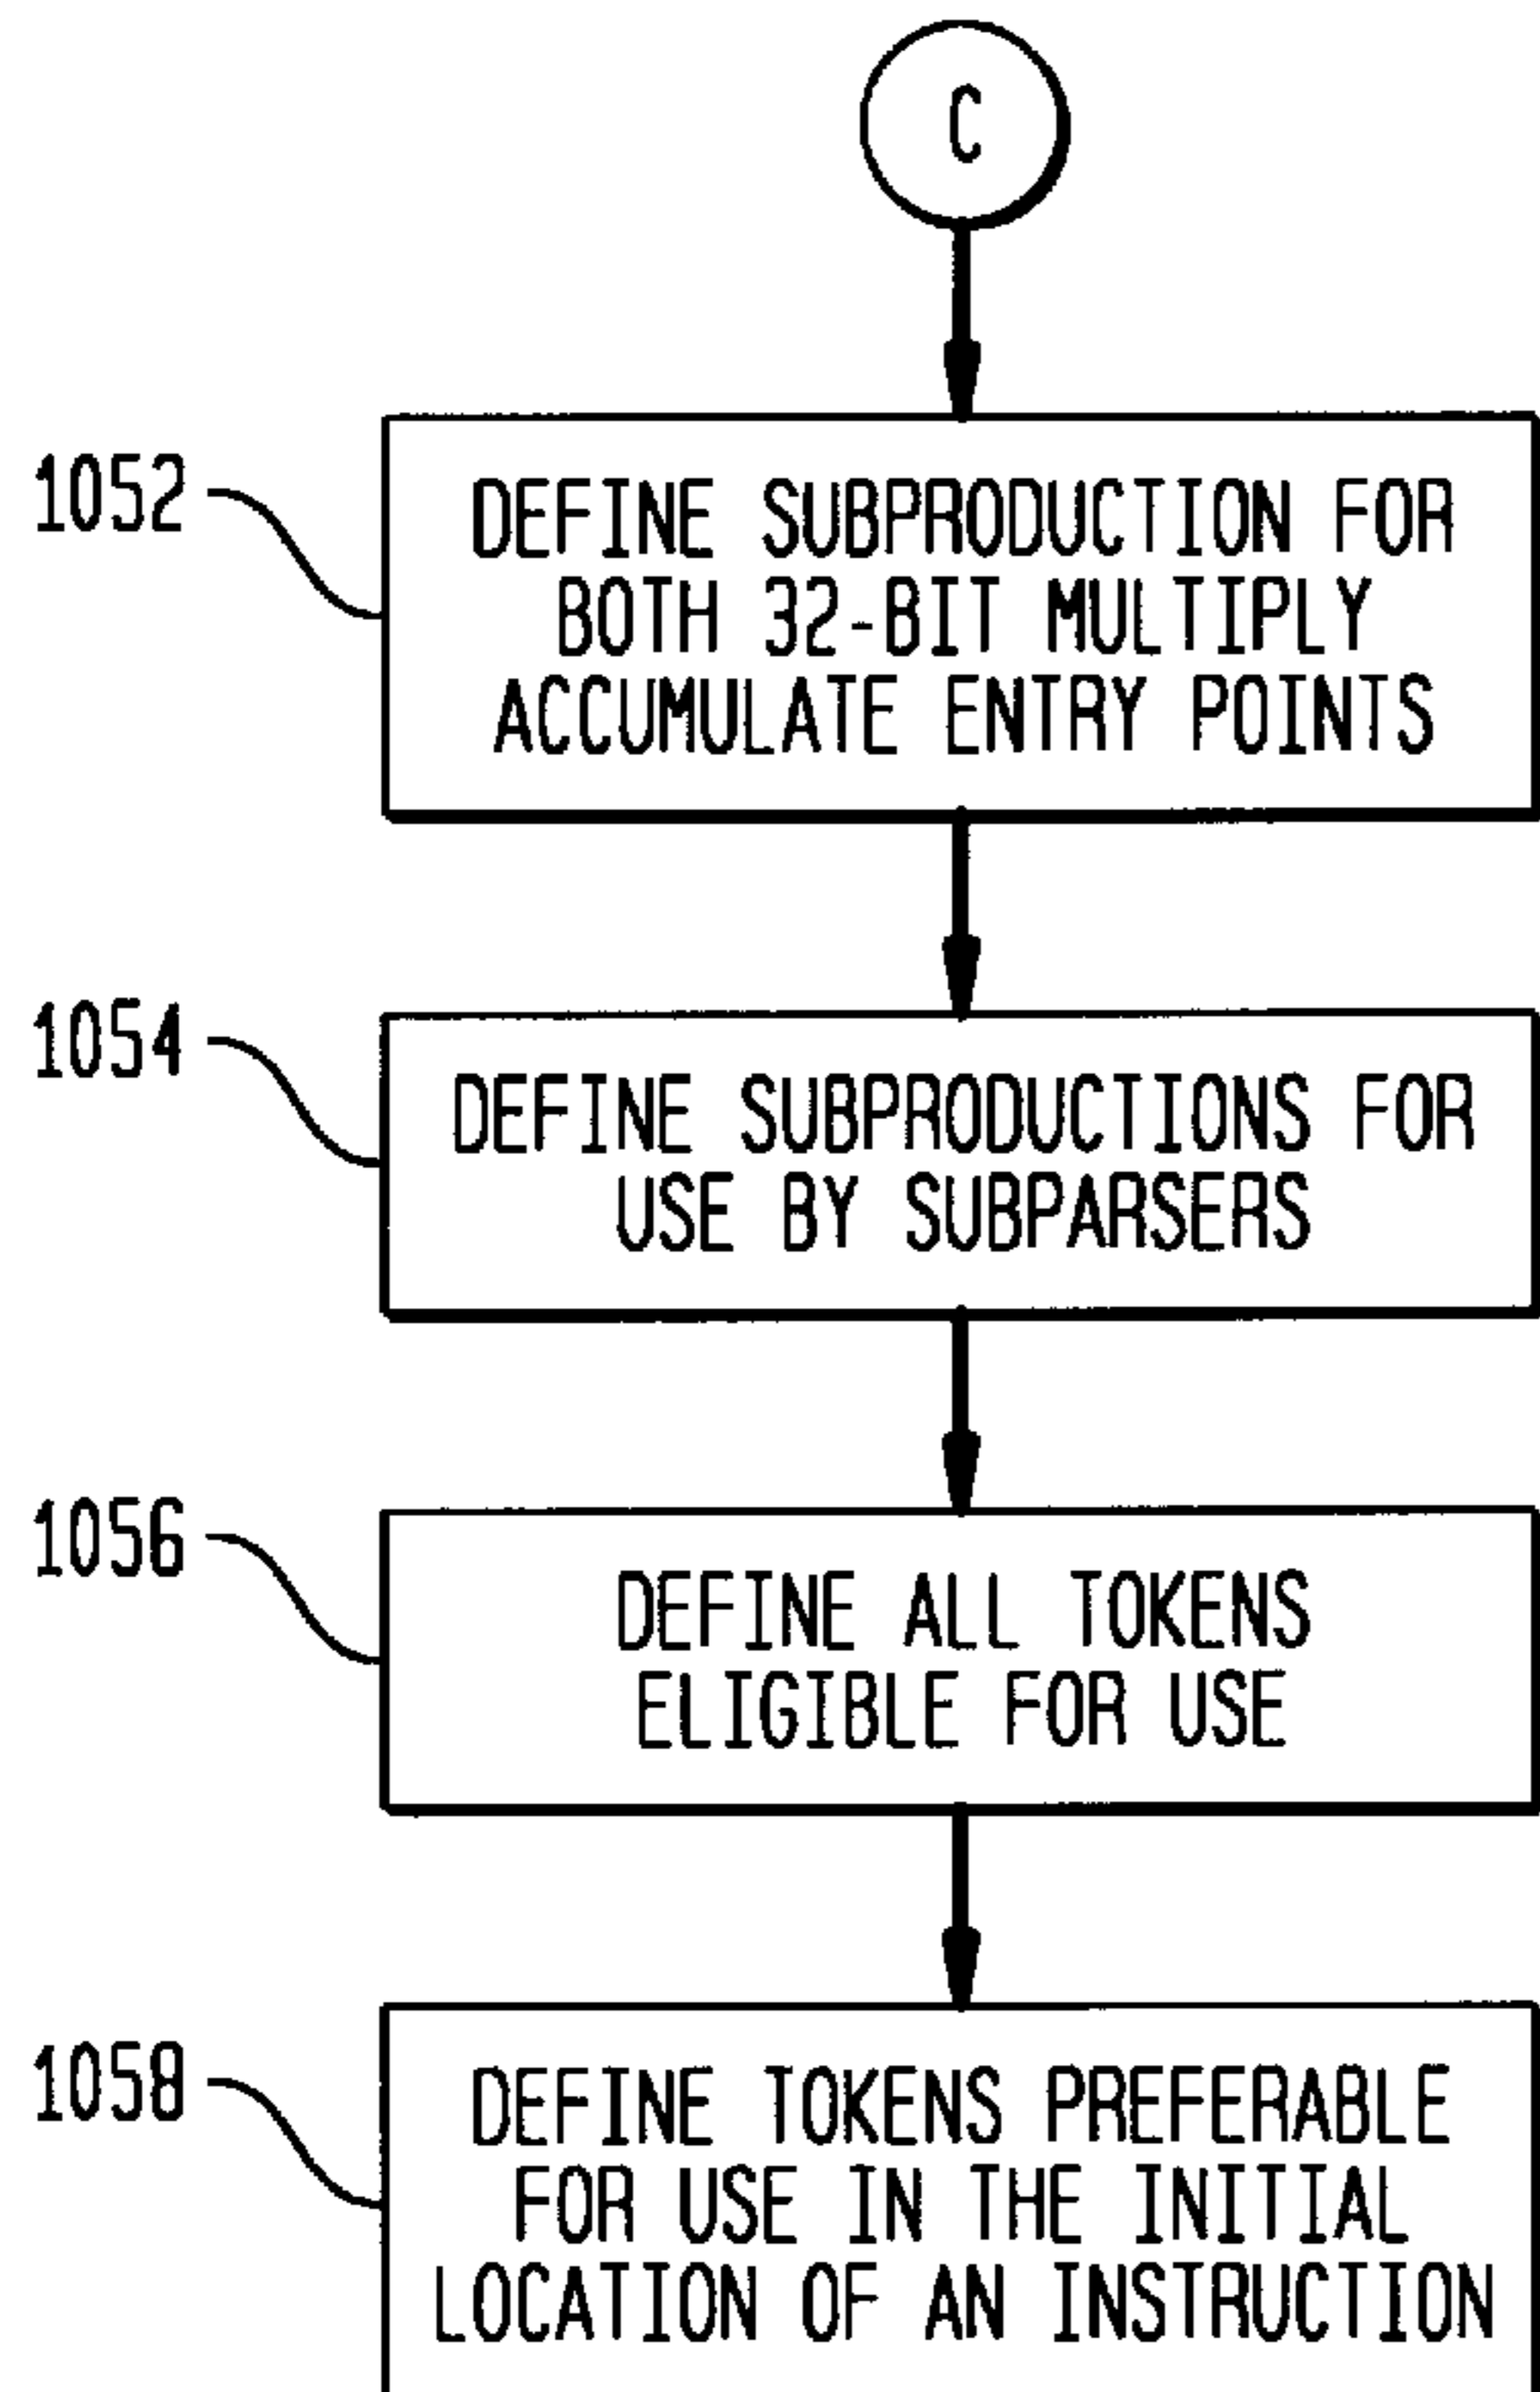 C
1052
DEFINE SUBPRODUCTION FOR
BOTH 32-BIT MULTIPLY
ACCUMULATE ENTRY POINTS
1054
DEFINE SUBPRODUCTIONS FOR
USE BY SUBPARSERS
1056
DEFINE ALL TOKENS
ELIGIBLE FOR USE
1058
DEFINE TOKENS PREFERABLE
FOR USE IN THE INITIAL
LOCATION OF AN INSTRUCTION